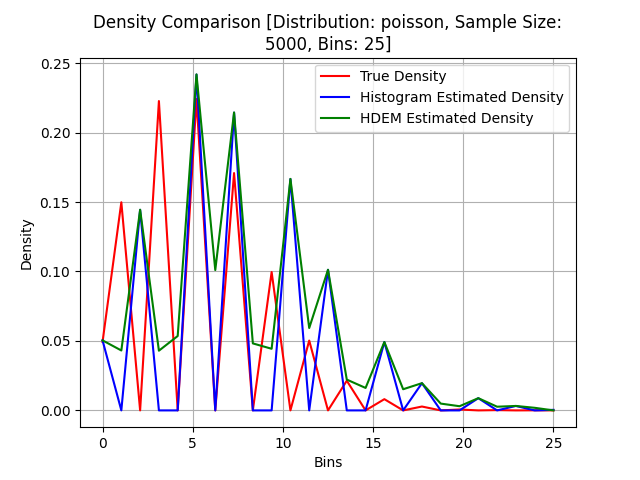 Density Comparison [Distribution: poisson, Sample Size:
5000, Bins: 25]
True Density
Histogram Estimated Density
HDEM Estimated Density
Density
0.25
0.20
0.15
0.10
0.05
0.00
0
5
10
15
20
25
Bins